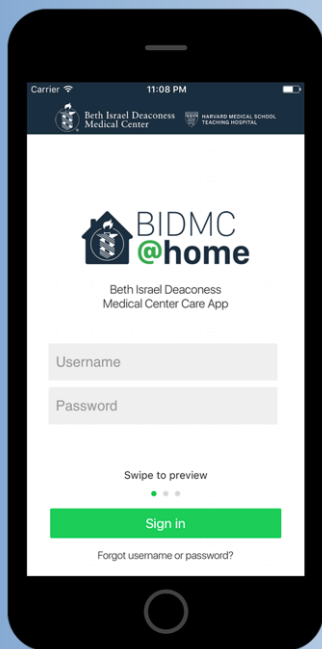 Carrier 11:08 PM
Beth Israel Deaconess
Medical Center
HARVARD MEDICAL SCHOOL
TEACHING HOSPITAL
BIDMC
@home
Beth Israel Deaconess
Medical Center Care App
Username
Password
Swipe to preview
Sign in
Forgot username or password?